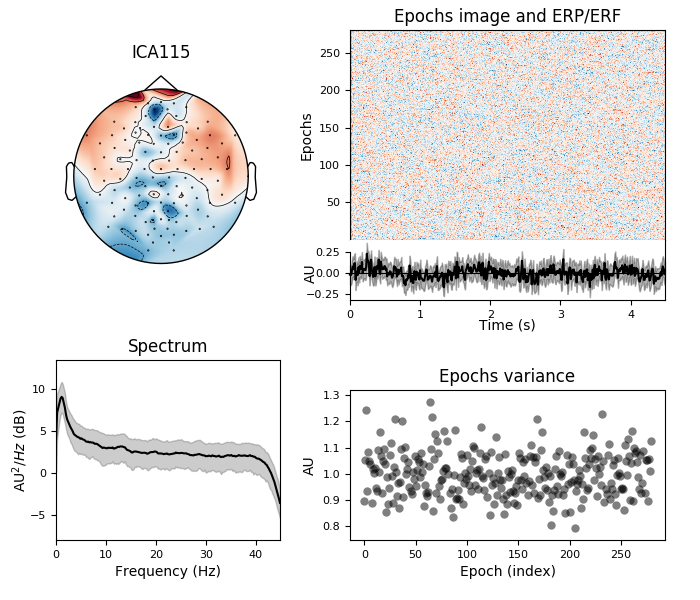 ICA115
Epochs image and ERP/ERF
Epochs
250
200
150
100
50
AU
0.25
0.00
−0.25
0 1 2 3 4
Time (s)
Spectrum
AU²/Hz (dB)
10
5
0
−5
0 10 20 30 40
Frequency (Hz)
Epochs variance
AU
1.3
1.2
1.1
1.0
0.9
0.8
0 50 100 150 200 250
Epoch (index)